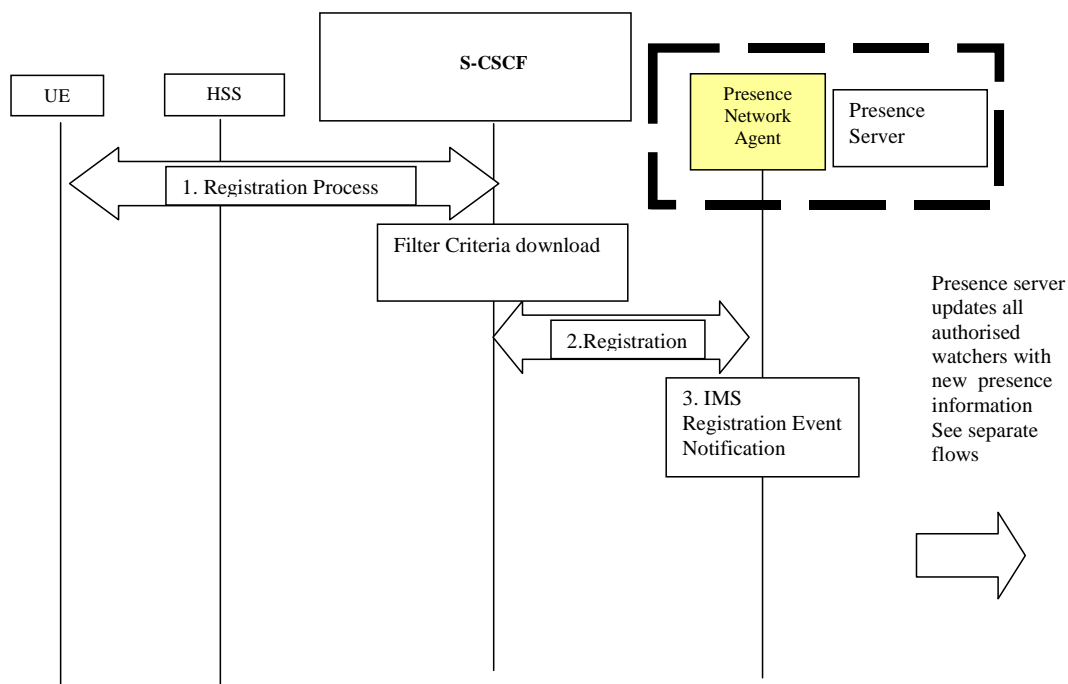 S-CSCF
UE
HSS
Presence
Network
Agent
Presence
Server
1. Registration Process
Filter Criteria download
2.Registration
3. IMS
Registration Event
Notification
Presence server
updates all
authorised
watchers with
new presence
information
See separate
flows